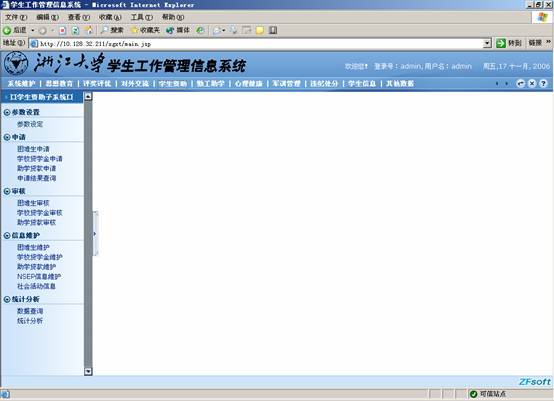 学生工作管理信息系统 - Microsoft Internet Explorer
文件(F) 编辑(E) 查看(V) 收藏(A) 工具(T) 帮助(H)
后退 搜索 收藏夹 媒体
地址(D) http://10.128.32.211/xgxt/main.jsp 转到 链接 »
浙江大学 学生工作管理信息系统
欢迎您! 登录号:admin,用户名:admin 周五,17 十一月,2006
系统维护 | 思想教育 | 评奖评优 | 对外交流 | 学生资助 | 勤工助学 | 心理健康 | 军训管理 | 违纪处分 | 学生信息 | 其他数据
学生资助子系统
参数设置
参数设定
申请
困难生申请
学校贷学金申请
助学贷款申请
申请结果查询
审核
困难生审核
学校贷学金审核
助学贷款审核
信息维护
困难生维护
学校贷学金维护
助学贷款维护
NSEP信息维护
社会活动信息
统计分析
数据查询
统计分析
ZFsoft
可信站点